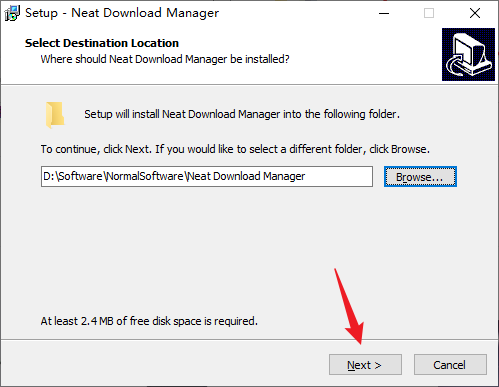 Setup - Neat Download Manager
Select Destination Location
Where should Neat Download Manager be installed?
Setup will install Neat Download Manager into the following folder.
To continue, click Next. If you would like to select a different folder, click Browse.
D:\Software\NormalSoftware\Neat Download Manager
Browse...
At least 2.4 MB of free disk space is required.
Next >
Cancel